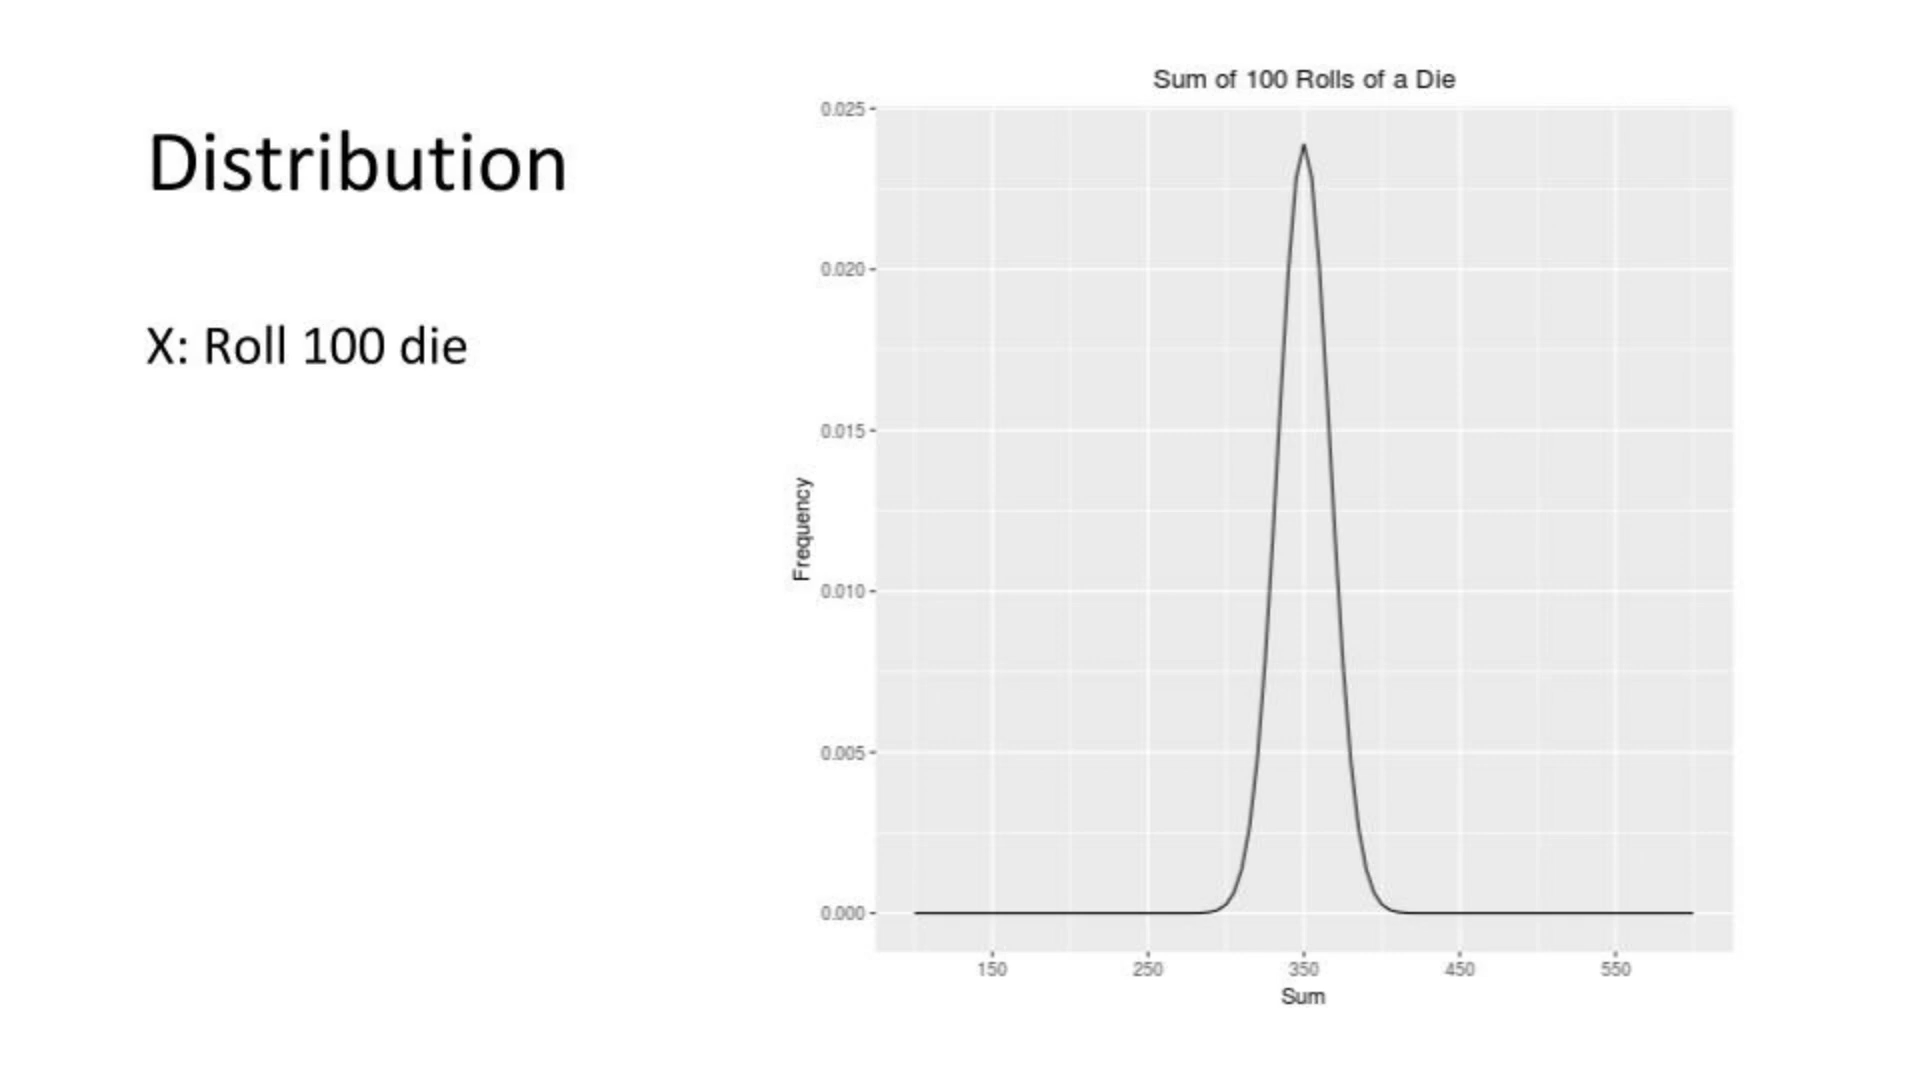 Distribution
X: Roll 100 die
Sum of 100 Rolls of a Die
0.025
0.020
0.015
0.010
0.005
0.000
Frequency
150 250 350 450 550
Sum